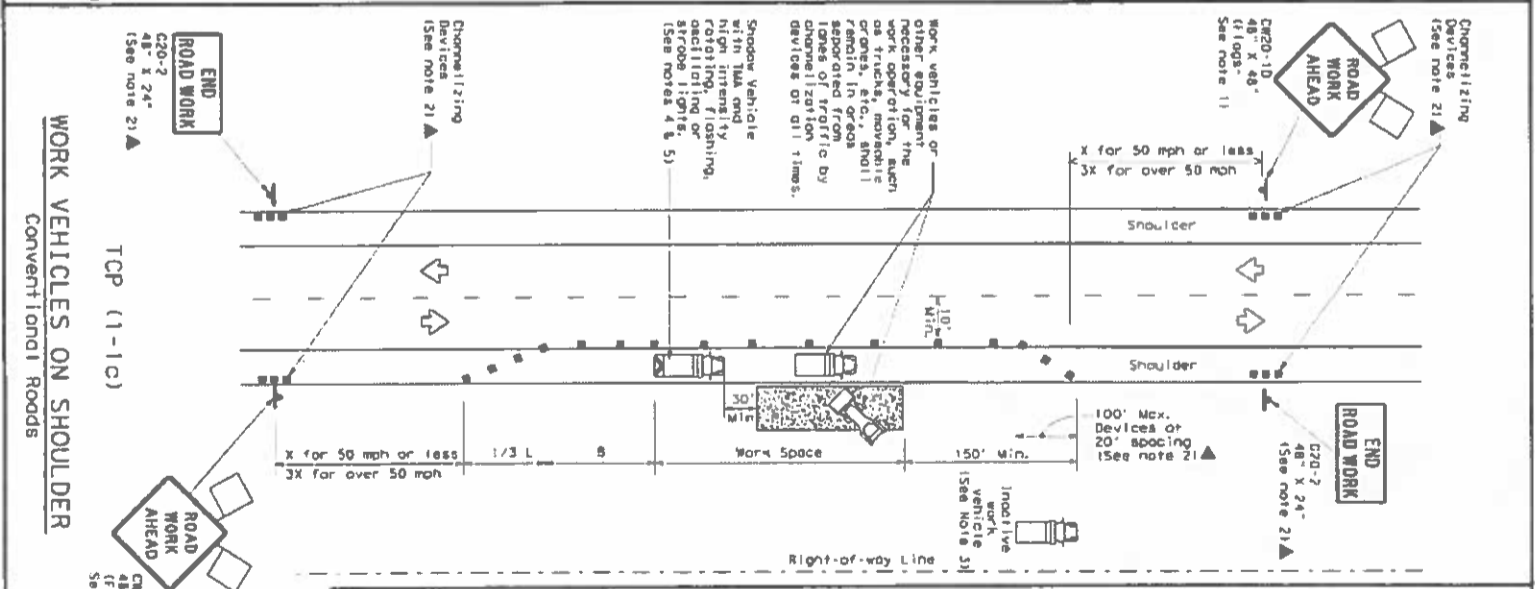 Channelizing
Devices
(See note 2)▲
ROAD
WORK
AHEAD
CW20-1D
48" X 48"
(Flags-
See note 1)
Work vehicles or
other equipment
necessary for the
work operation, such
as trucks, moveable
cranes, etc., shall
remain in areas
separated from
lanes of traffic by
channelization
devices at all times.
Shadow Vehicle
with TMA and
high intensity
rotating, flashing,
oscillating or
strobe lights.
(See notes 4 & 5)
Channelizing
Devices
(See note 2)▲
END
ROAD WORK
G20-2
48" X 24"
(See note 2)▲
X for 50 mph or less
3X for over 50 mph
Shoulder
10'
Min.
Shoulder
30'
Min
X for 50 mph or less
3X for over 50 mph
1/3 L
B
Work Space
150' Min.
100' Max.
Devices at
20' spacing
(See note 2)▲
END
ROAD WORK
G20-2
48" X 24"
(See note 2)▲
Inactive
work
vehicle
(See Note 3)
Right-of-way Line
ROAD
WORK
AHEAD
CW
48
(F
Se
TCP (1-1c)
WORK VEHICLES ON SHOULDER
Conventional Roads